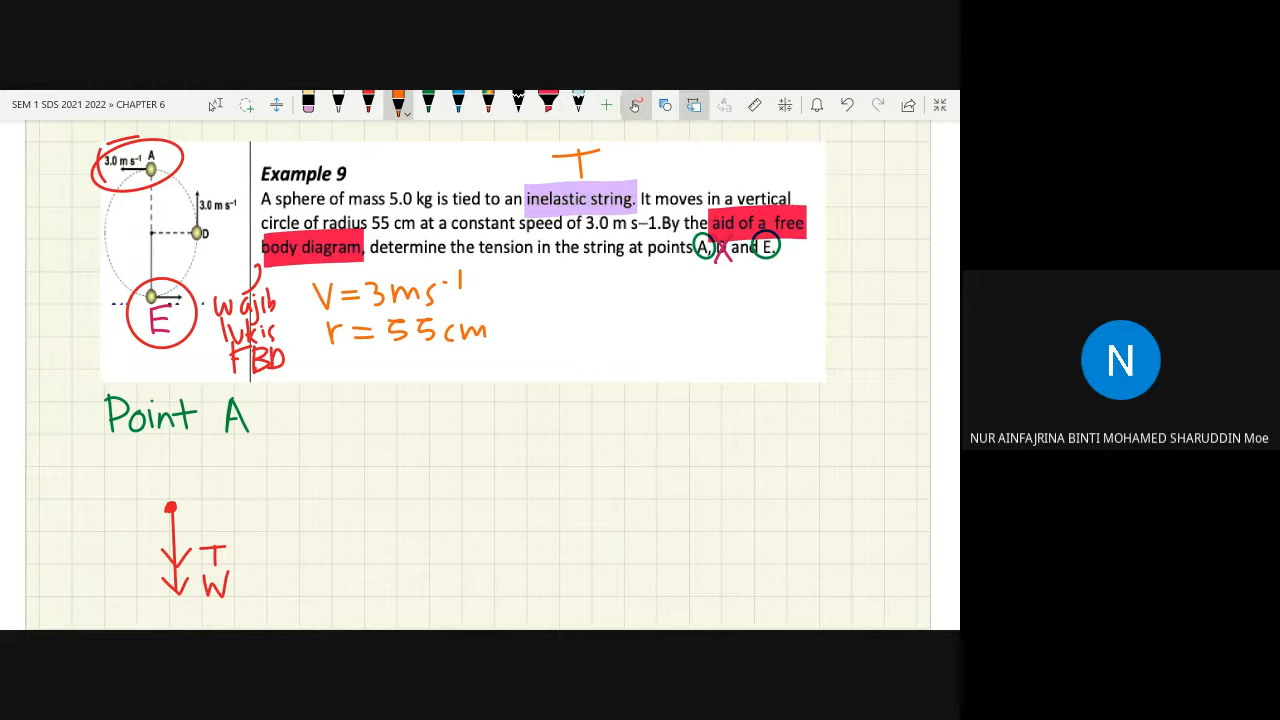 SEM 1 SDS 2021 2022 » CHAPTER 6
3.0 m s⁻¹ A
3.0 m s⁻¹
D
E
T
Example 9
A sphere of mass 5.0 kg is tied to an inelastic string. It moves in a vertical
circle of radius 55 cm at a constant speed of 3.0 m s–1.By the aid of a free
body diagram, determine the tension in the string at points A, D and E.
wajib
lukis
FBD
V = 3ms⁻¹
r = 55cm
Point A
T
W
N
NUR AINFAJRINA BINTI MOHAMED SHARUDDIN Moe